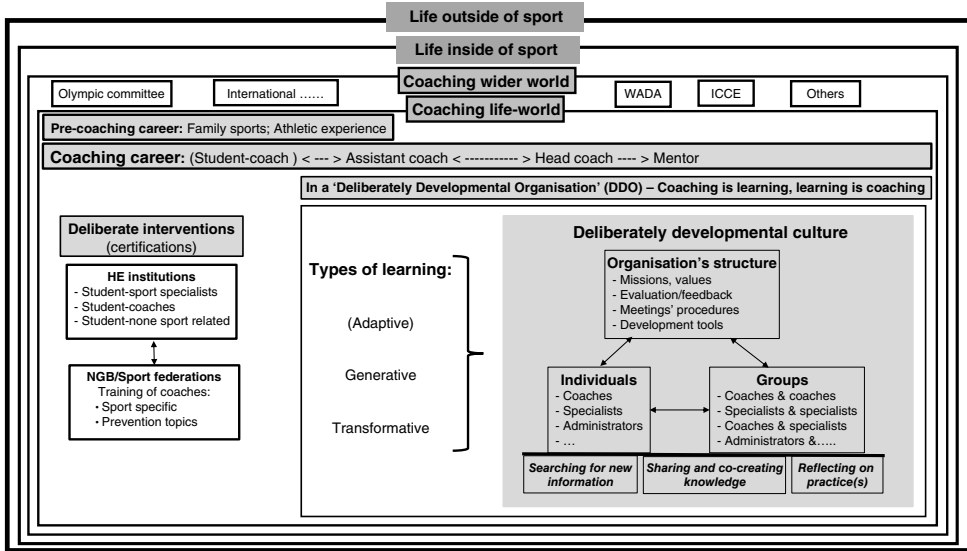 Life outside of sport
Life inside of sport
Coaching wider world
Olympic committee
International ……
WADA
ICCE
Others
Coaching life-world
Pre-coaching career: Family sports; Athletic experience
Coaching career: (Student-coach ) < --- > Assistant coach < ----------- > Head coach ---- > Mentor
In a ‘Deliberately Developmental Organisation’ (DDO) – Coaching is learning, learning is coaching
Deliberate interventions
(certifications)
HE institutions
- Student-sport specialists
- Student-coaches
- Student-none sport related
NGB/Sport federations
Training of coaches:
• Sport specific
• Prevention topics
Types of learning:
(Adaptive)
Generative
Transformative
Deliberately developmental culture
Organisation’s structure
- Missions, values
- Evaluation/feedback
- Meetings’ procedures
- Development tools
Individuals
- Coaches
- Specialists
- Administrators
- …
Groups
- Coaches & coaches
- Specialists & specialists
- Coaches & specialists
- Administrators &…..
Searching for new
information
Sharing and co-creating
knowledge
Reflecting on
practice(s)